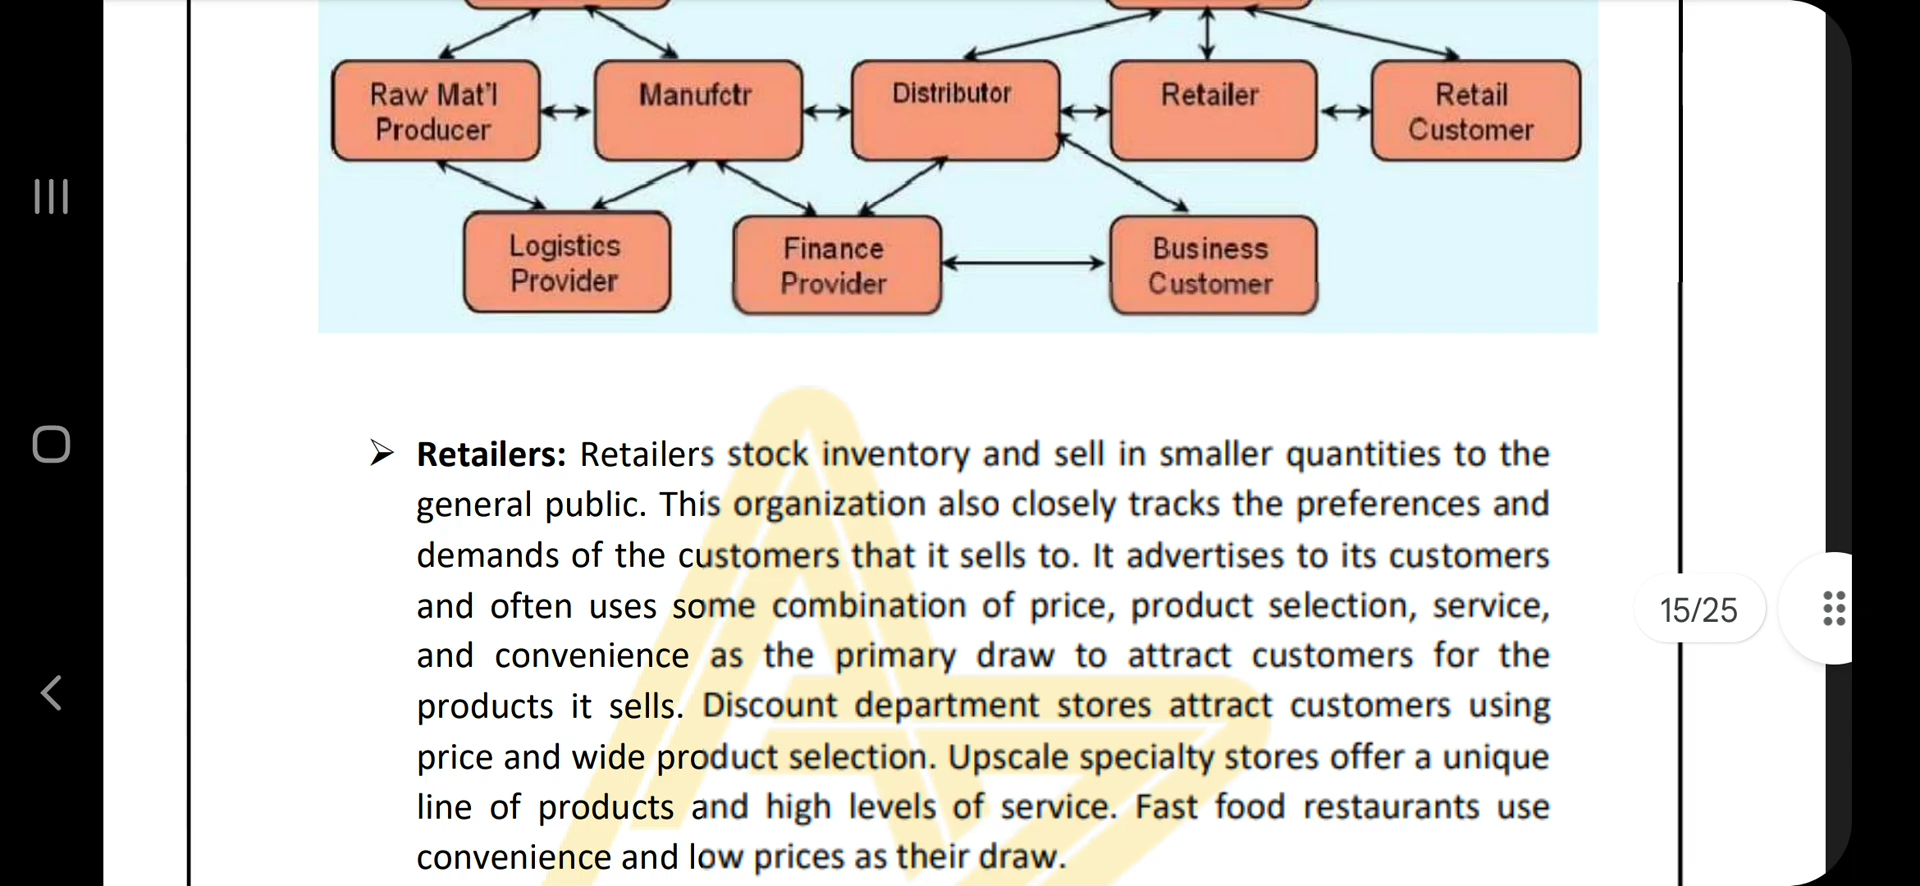 Raw Mat'l
Producer
Manufctr
Distributor
Retailer
Retail
Customer
Logistics
Provider
Finance
Provider
Business
Customer
➢ Retailers: Retailers stock inventory and sell in smaller quantities to the
general public. This organization also closely tracks the preferences and
demands of the customers that it sells to. It advertises to its customers
and often uses some combination of price, product selection, service,
and convenience as the primary draw to attract customers for the
products it sells. Discount department stores attract customers using
price and wide product selection. Upscale specialty stores offer a unique
line of products and high levels of service. Fast food restaurants use
convenience and low prices as their draw.
15/25